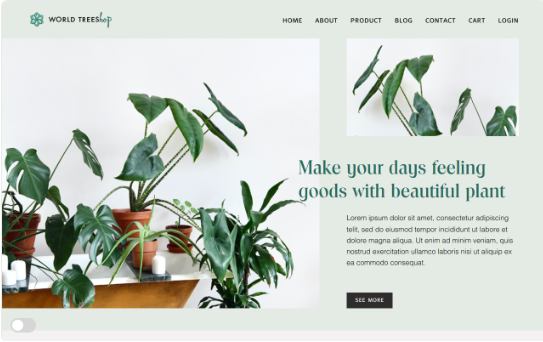 WORLD TREEShop
HOME ABOUT PRODUCT BLOG CONTACT CART LOGIN
Make your days feeling
goods with beautiful plant
Lorem ipsum dolor sit amet, consectetur adipiscing
telit, sed do eiusmod tempor incididunt ut labore et
dolore magna aliqua. Ut enim ad minim veniam, quis
nostrud exercitation ullamco laboris nisi ut aliquip ex
ea commodo consequat.
SEE MORE